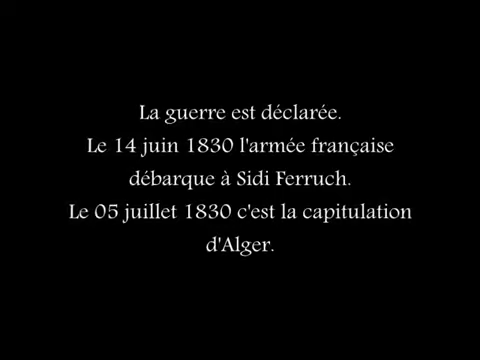 La guerre est déclarée.
Le 14 juin 1830 l'armée française
débarque à Sidi Ferruch.
Le 05 juillet 1830 c'est la capitulation
d'Alger.